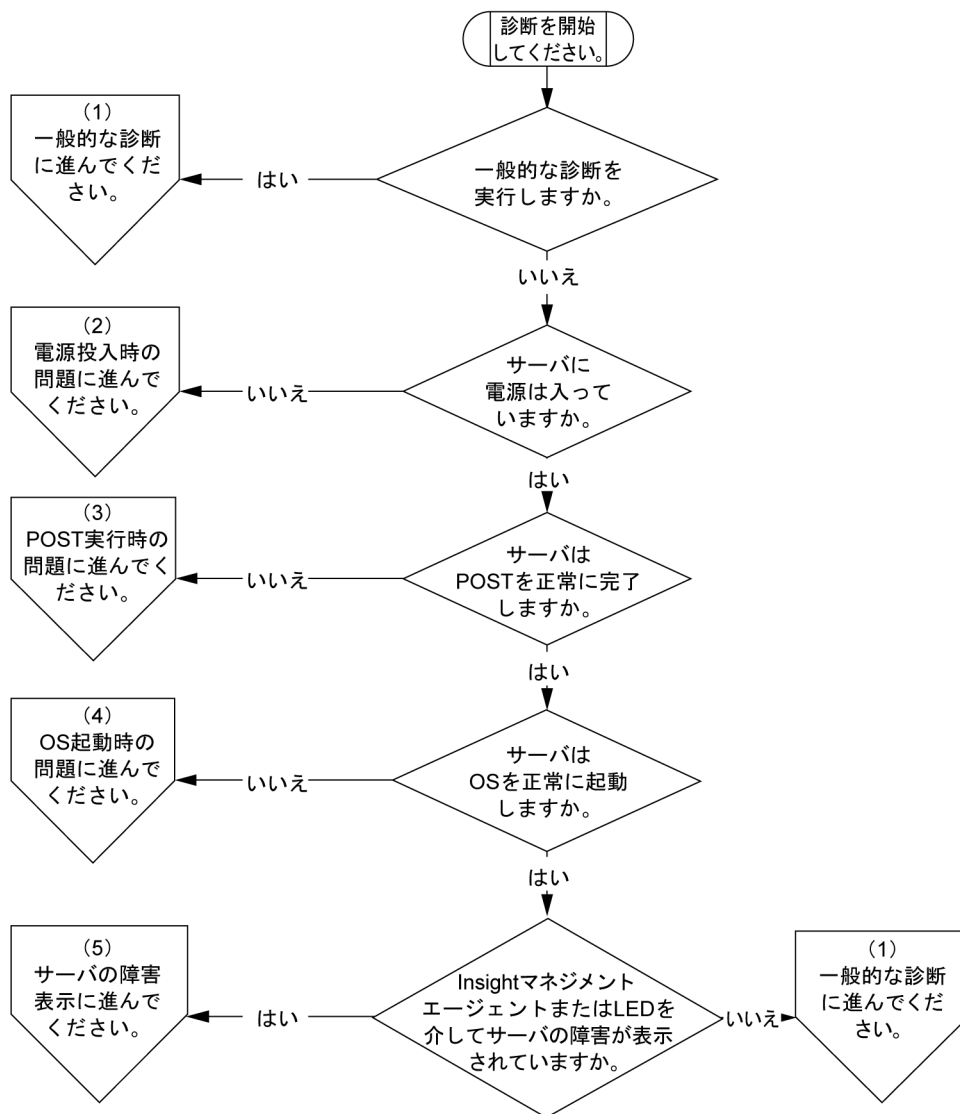 診断を開始
してください。
(1)
一般的な診断
に進んでくだ
さい。
はい
一般的な診断を
実行しますか。
いいえ
(2)
電源投入時の
問題に進んで
ください。
いいえ
サーバに
電源は入って
いますか。
はい
(3)
POST実行時の
問題に進んでく
ださい。
いいえ
サーバは
POSTを正常に完了
しますか。
はい
(4)
OS起動時の
問題に進んで
ください。
いいえ
サーバは
OSを正常に起動
しますか。
はい
(5)
サーバの障害
表示に進んで
ください。
はい
Insightマネジメント
エージェントまたはLEDを
介してサーバの障害が表示
されていますか。
いいえ
(1)
一般的な診断
に進んでくだ
さい。